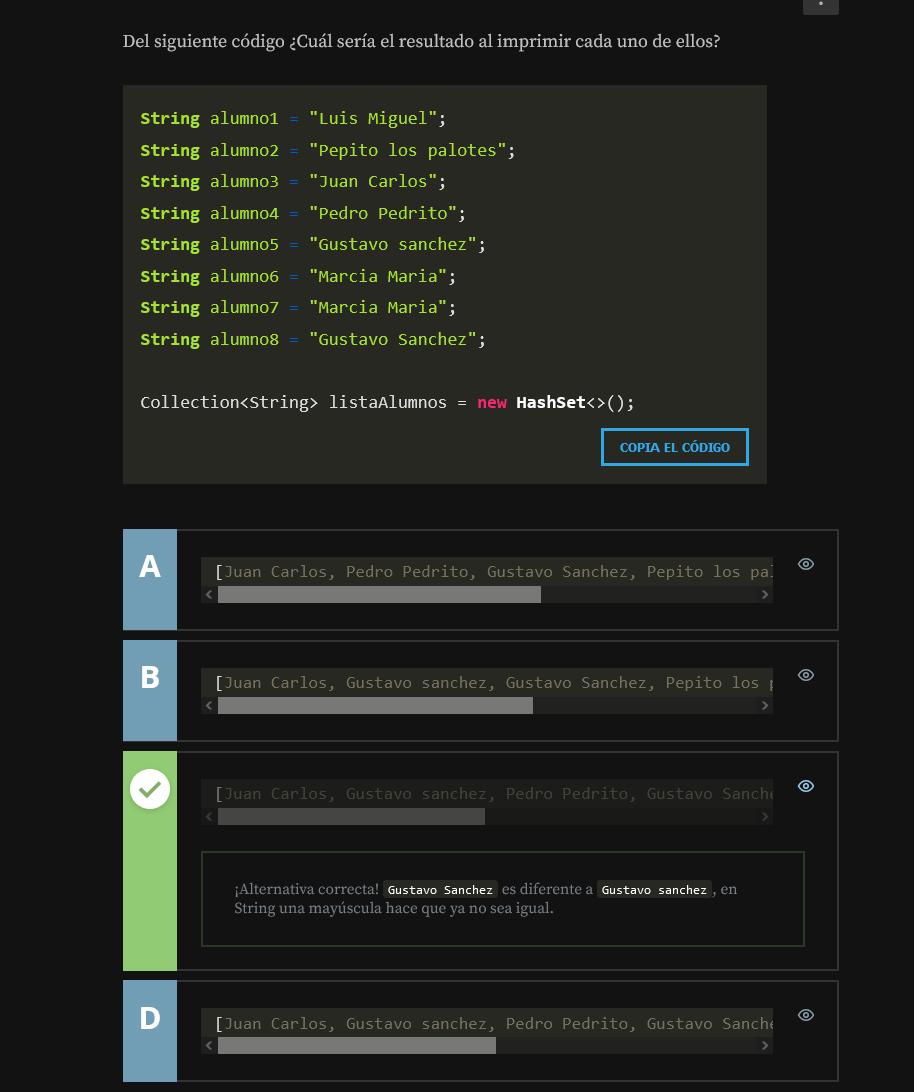 Del siguiente código ¿Cuál sería el resultado al imprimir cada uno de ellos?
String alumno1 = "Luis Miguel";
String alumno2 = "Pepito los palotes";
String alumno3 = "Juan Carlos";
String alumno4 = "Pedro Pedrito";
String alumno5 = "Gustavo sanchez";
String alumno6 = "Marcia Maria";
String alumno7 = "Marcia Maria";
String alumno8 = "Gustavo Sanchez";
Collection<String> listaAlumnos = new HashSet<>();
COPIA EL CÓDIGO
A
[Juan Carlos, Pedro Pedrito, Gustavo Sanchez, Pepito los
B
[Juan Carlos, Gustavo sanchez, Gustavo Sanchez, Pepito los
[Juan Carlos, Gustavo sanchez, Pedro Pedrito, Gustavo
¡Alternativa correcta! Gustavo Sanchez es diferente a Gustavo sanchez, en
String una mayúscula hace que ya no sea igual.
D
[Juan Carlos, Gustavo sanchez, Pedro Pedrito, Gustavo